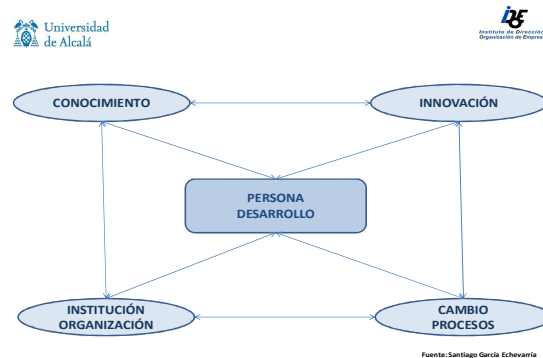 Universidad
de Alcalá
Instituto de Dirección
Organización de Empres
CONOCIMIENTO
INNOVACIÓN
PERSONA
DESARROLLO
INSTITUCIÓN
ORGANIZACIÓN
CAMBIO
PROCESOS
Fuente: Santiago García Echevarría